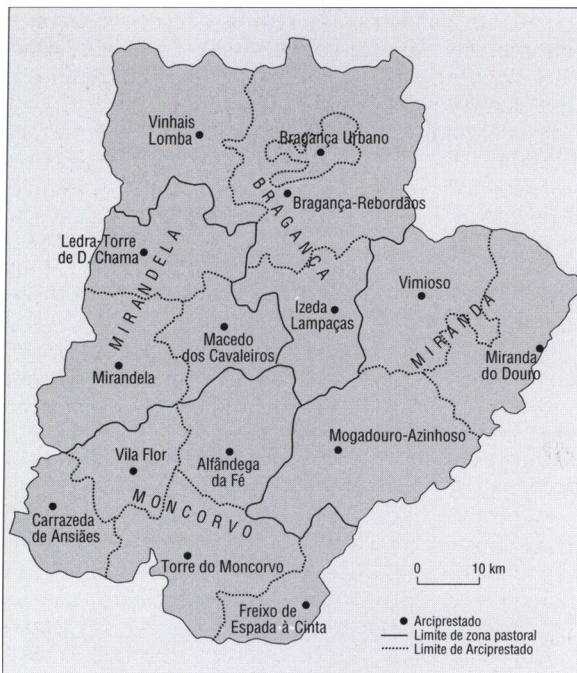 Vinhais
Lomba
Bragança Urbano
BRAGANÇA
Bragança-Rebordãos
Ledra-Torre
de D. Chama
MIRANDELA
Izeda
Lampaças
Vimioso
MIRANDA
Macedo
dos Cavaleiros
Miranda
do Douro
Mirandela
Mogadouro-Azinhoso
Vila Flor
Alfândega
da Fé
MONCORVO
Carrazeda
de Ansiães
Torre do Moncorvo
Freixo de
Espada à Cinta
0 10 km
Arciprestado
Limite de zona pastoral
Limite de Arciprestado